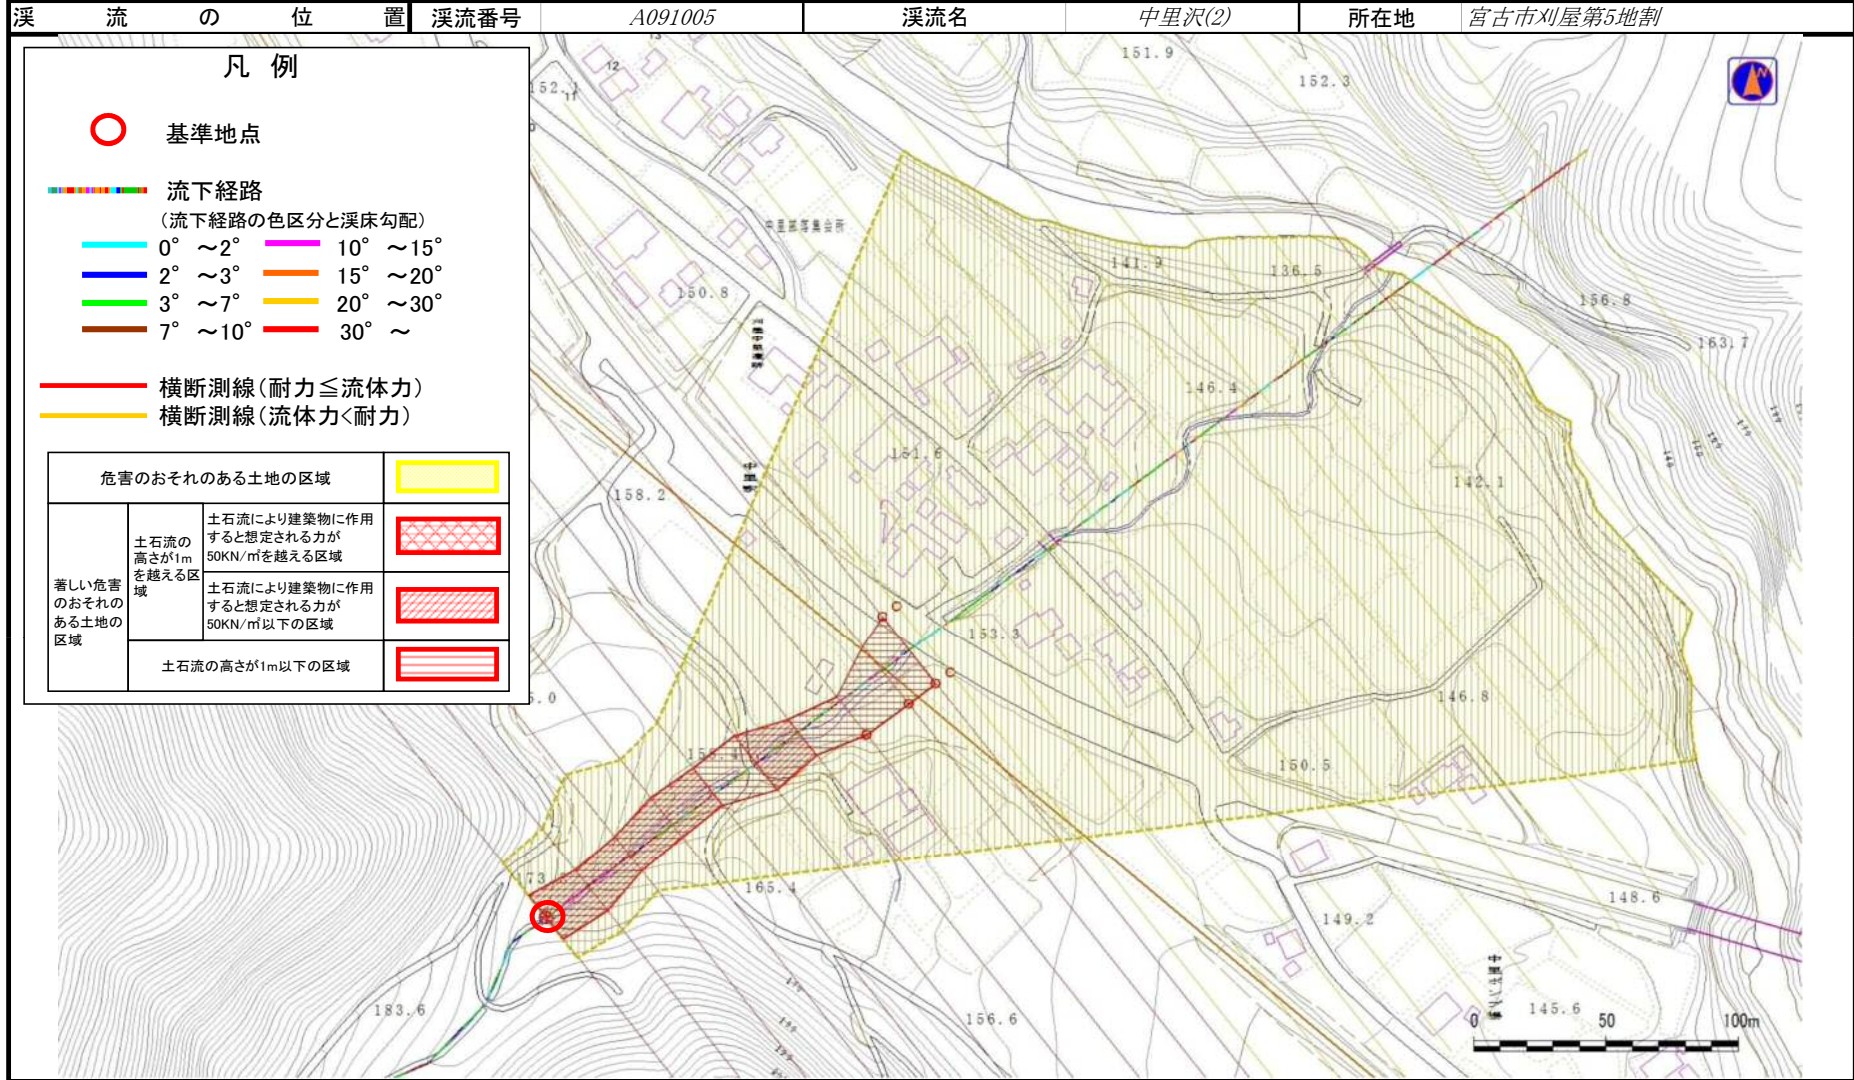 渓流の位置 渓流番号 A091005 渓流名 中里沢(2) 所在地 宮古市刈屋第5地割
凡 例
基準地点
流下経路
(流下経路の色区分と渓床勾配)
0° ～2° 10° ～15°
2° ～3° 15° ～20°
3° ～7° 20° ～30°
7° ～10° 30° ～
横断測線(耐力≦流体力)
横断測線(流体力<耐力)
危害のおそれのある土地の区域
著しい危害
のおそれの
ある土地の
区域
土石流の
高さが1m
を越える区
域
土石流により建築物に作用
すると想定される力が
50KN/㎡を越える区域
土石流により建築物に作用
すると想定される力が
50KN/㎡以下の区域
土石流の高さが1m以下の区域
151.9
152.3
12
11
150.8
141.9
136.5
156.8
163.7
146.4
151.6
158.2
142.1
153.3
146.8
150.5
165.4
148.6
149.2
183.6
156.6
145.6
0 50 100m